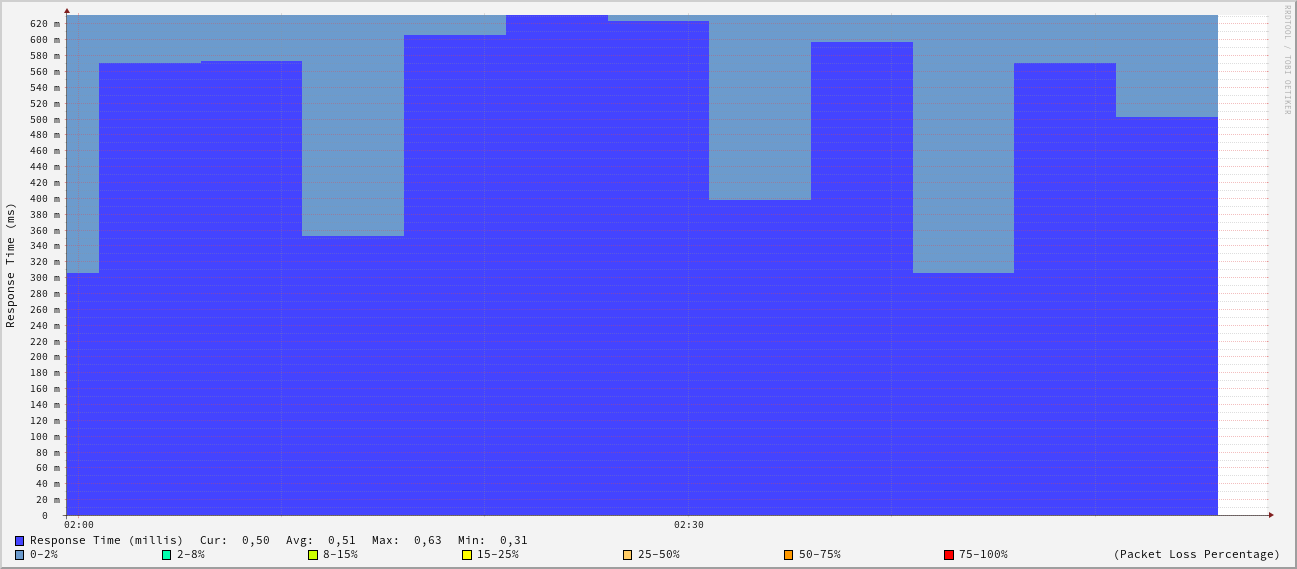 RRDTOOL / TOBI OETIKER
Response Time (ms)
620 m
600 m
580 m
560 m
540 m
520 m
500 m
480 m
460 m
440 m
420 m
400 m
380 m
360 m
340 m
320 m
300 m
280 m
260 m
240 m
220 m
200 m
180 m
160 m
140 m
120 m
100 m
80 m
60 m
40 m
20 m
0
02:00 02:30
Response Time (millis) Cur: 0,50 Avg: 0,51 Max: 0,63 Min: 0,31
0-2% 2-8% 8-15% 15-25% 25-50% 50-75% 75-100% (Packet Loss Percentage)